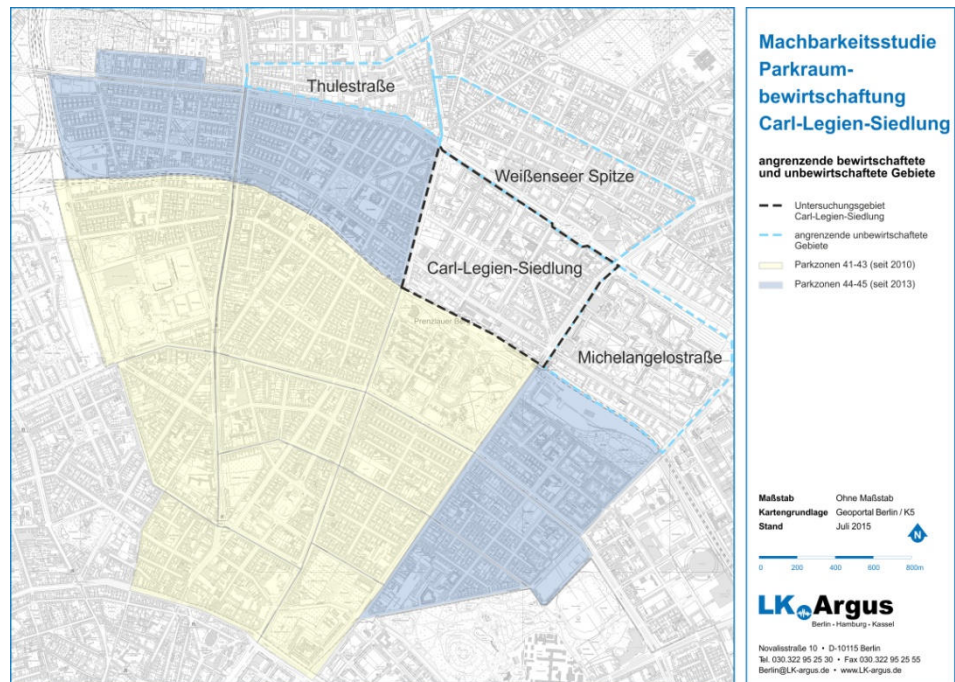 Thulestraße
Weißenseer Spitze
Carl-Legien-Siedlung
Prenzlauer Berg
Michelangelostraße
Machbarkeitsstudie
Parkraum-
bewirtschaftung
Carl-Legien-Siedlung
angrenzende bewirtschaftete
und unbewirtschaftete Gebiete
Untersuchungsgebiet
Carl-Legien-Siedlung
angrenzende unbewirtschaftete
Gebiete
Parkzonen 41-43 (seit 2010)
Parkzonen 44-45 (seit 2013)
Maßstab Ohne Maßstab
Kartengrundlage Geoportal Berlin / K5
Stand Juli 2015
N
0 200 400 600 800m
LK Argus
Berlin • Hamburg • Kassel
Novalisstraße 10 • D-10115 Berlin
Tel. 030.322 95 25 30 • Fax 030.322 95 25 55
Berlin@LK-argus.de • www.LK-argus.de